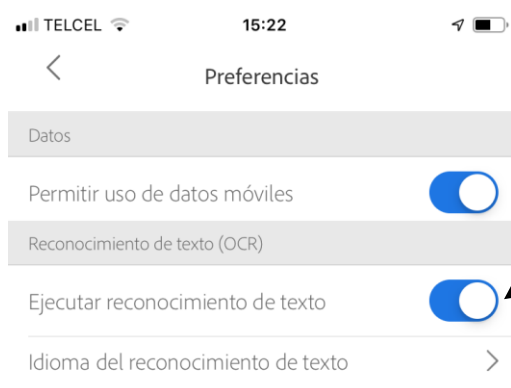 TELCEL 15:22
Preferencias
Datos
Permitir uso de datos móviles
Reconocimiento de texto (OCR)
Ejecutar reconocimiento de texto
Idioma del reconocimiento de texto